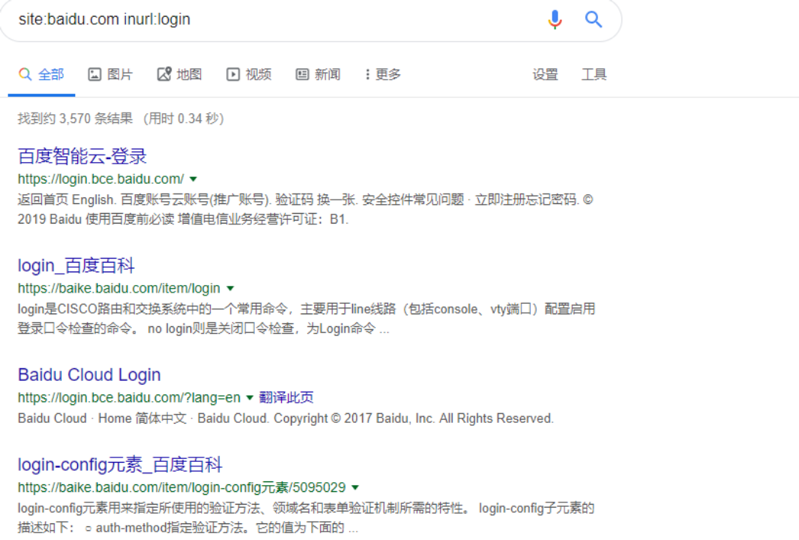 site:baidu.com inurl:login
全部 图片 地图 视频 新闻 更多 设置 工具
找到约 3,570 条结果 （用时 0.34 秒）
百度智能云-登录
https://login.bce.baidu.com/
返回首页 English. 百度账号云账号(推广账号). 验证码 换一张. 安全控件常见问题 · 立即注册忘记密码. ©
2019 Baidu 使用百度前必读 增值电信业务经营许可证：B1.
login_百度百科
https://baike.baidu.com/item/login
login是CISCO路由和交换系统中的一个常用命令，主要用于line线路（包括console、vty端口）配置启用
登录口令检查的命令。 no login则是关闭口令检查，为Login命令 ...
Baidu Cloud Login
https://login.bce.baidu.com/?lang=en 翻译此页
Baidu Cloud · Home 简体中文 · Baidu Cloud. Copyright © 2017 Baidu, Inc. All Rights Reserved.
login-config元素_百度百科
https://baike.baidu.com/item/login-config元素/5095029
login-config元素用来指定所使用的验证方法、领域名和表单验证机制所需的特性。 login-config子元素的
描述如下： ○ auth-method指定验证方法。它的值为下面的 ...